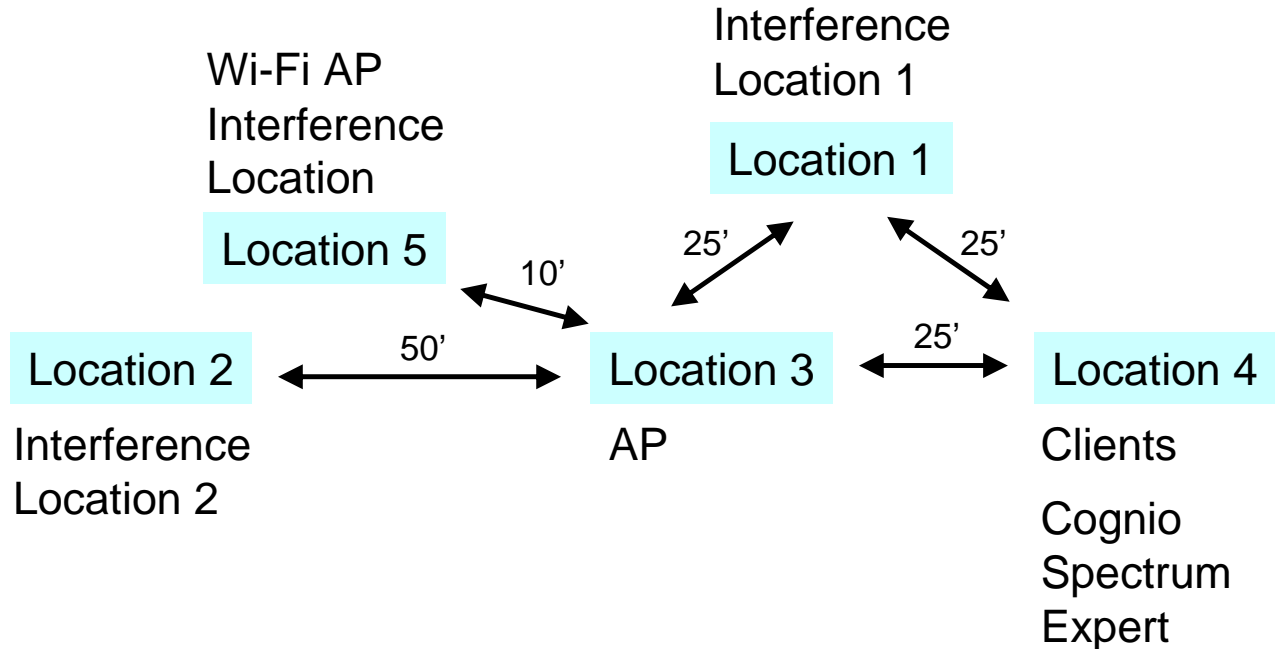 Interference
Location 1
Location 1
Wi-Fi AP
Interference
Location
Location 5
25’
25’
10’
50’
25’
Location 2
Interference
Location 2
Location 3
AP
Location 4
Clients
Cognio
Spectrum
Expert